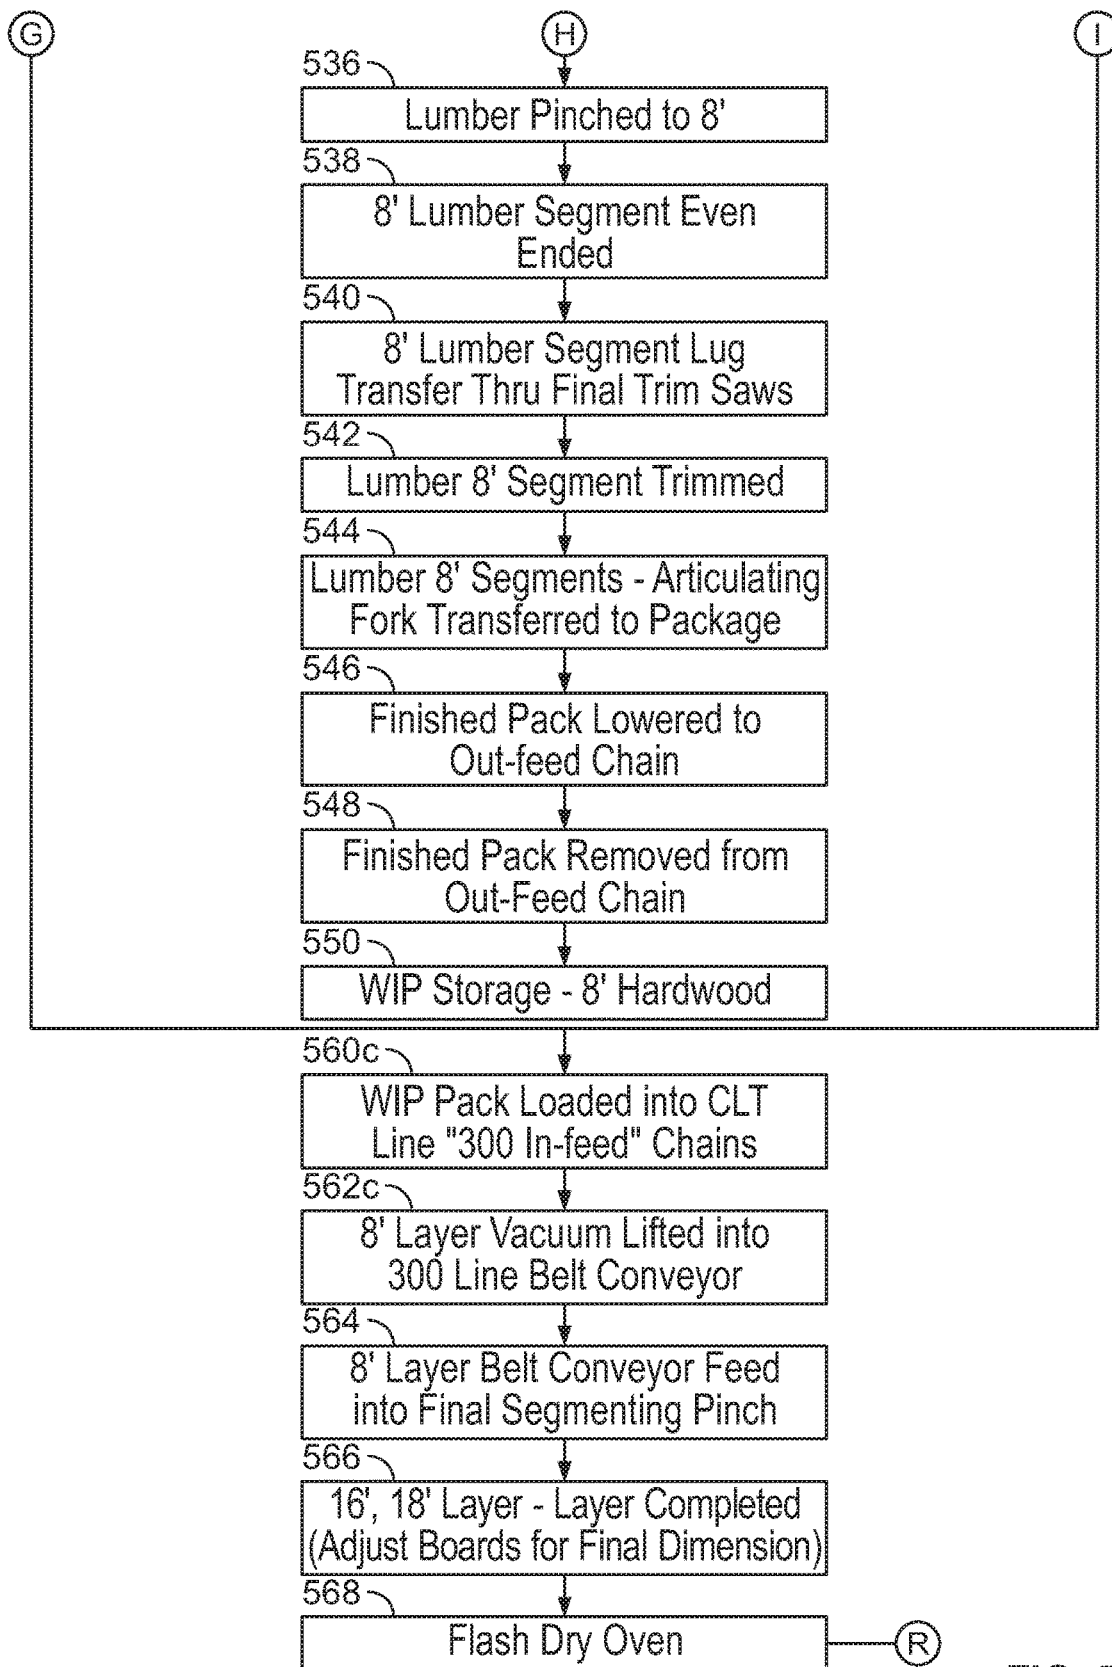 G
H
I
536
Lumber Pinched to 8'
538
8' Lumber Segment Even
Ended
540
8' Lumber Segment Lug
Transfer Thru Final Trim Saws
542
Lumber 8' Segment Trimmed
544
Lumber 8' Segments - Articulating
Fork Transferred to Package
546
Finished Pack Lowered to
Out-feed Chain
548
Finished Pack Removed from
Out-Feed Chain
550
WIP Storage - 8' Hardwood
560c
WIP Pack Loaded into CLT
Line "300 In-feed" Chains
562c
8' Layer Vacuum Lifted into
300 Line Belt Conveyor
564
8' Layer Belt Conveyor Feed
into Final Segmenting Pinch
566
16', 18' Layer - Layer Completed
(Adjust Boards for Final Dimension)
568
Flash Dry Oven
R